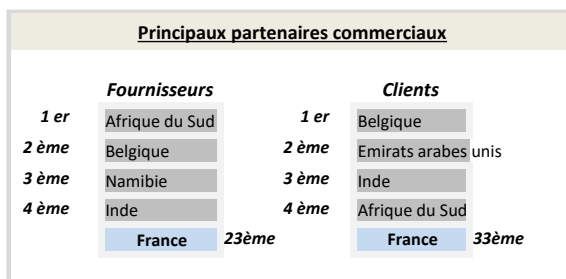 Principaux partenaires commerciaux
Fournisseurs Clients
1 er Afrique du Sud 1 er Belgique
2 ème Belgique 2 ème Emirats arabes unis
3 ème Namibie 3 ème Inde
4 ème Inde 4 ème Afrique du Sud
France 23ème France 33ème